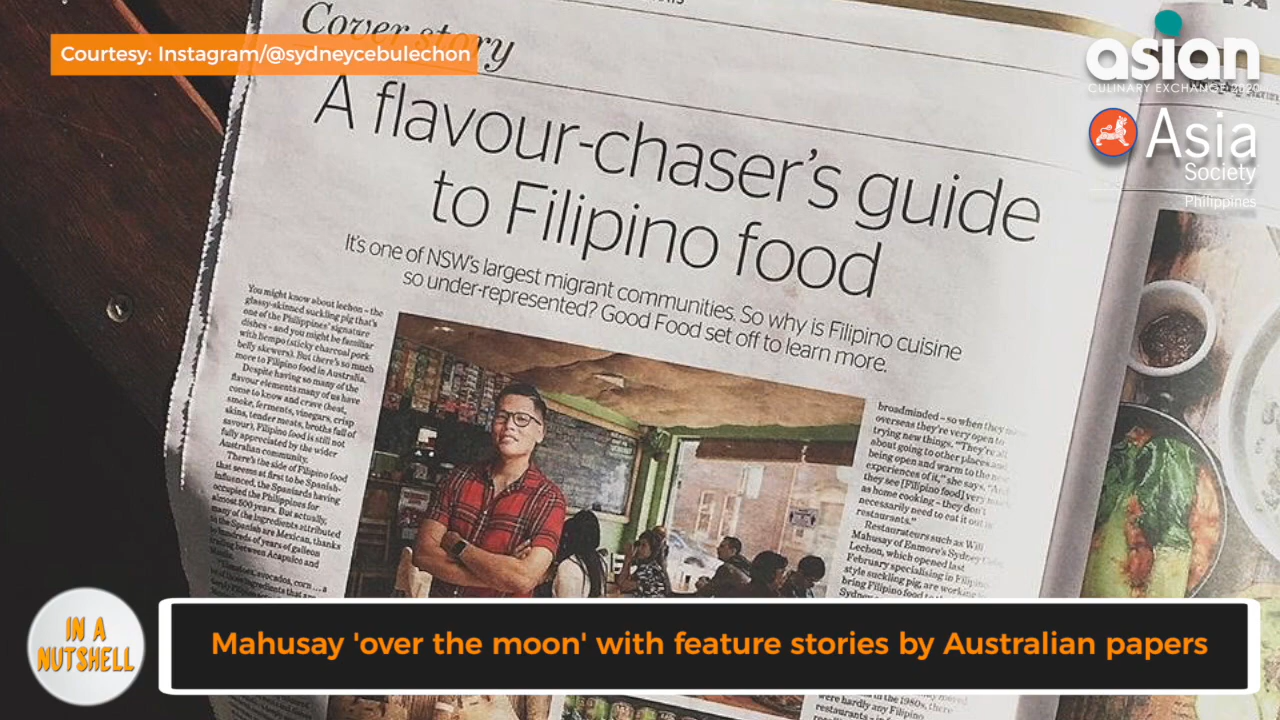 Cover story
Courtesy: Instagram/@sydneycebulechon
asian
CULINARY EXCHANGE 2020
Asia
Society
Philippines
A flavour-chaser's guide
to Filipino food
It's one of NSW's largest migrant communities. So why is Filipino cuisine
so under-represented? Good Food set off to learn more.
You might know about lechon – the
glassy-skinned suckling pig that's
one of the Philippines' signature
dishes – and you might be familiar
with liempo (sticky charcoal pork
belly skewers). But there's so much
more to Filipino food in Australia.
Despite having so many of the
flavour elements many of us have
come to know and crave (heat,
smoke, ferments, vinegars, crisp
skins, tender meats, broths full of
savour), Filipino food is still not
fully appreciated by the wider
Australian community.
There's the side of Filipino food
that seems at first to be Spanish-
influenced, the Spaniards having
occupied the Philippines for
almost 500 years. But actually,
many of the ingredients attributed
to the Spanish are Mexican, thanks
to hundreds of years of galleon
trading between Acapulco and
Manila.
broadminded – so when they
overseas they're very open to
trying new things. "They're all
about going to other places and
being open and warm to the
experiences of it," she says. "And
they see [Filipino food] very
as home cooking – they don't
necessarily need to eat it out in
restaurants."
Restaurateurs such as Will
Mahusay of Enmore's Sydney
Lechon, which opened last
February specialising in Filipino
style suckling pig, are working
bring Filipino food to
IN A
NUTSHELL
Mahusay 'over the moon' with feature stories by Australian papers
in the 1980s, there
were hardly any Filipino
restaurants